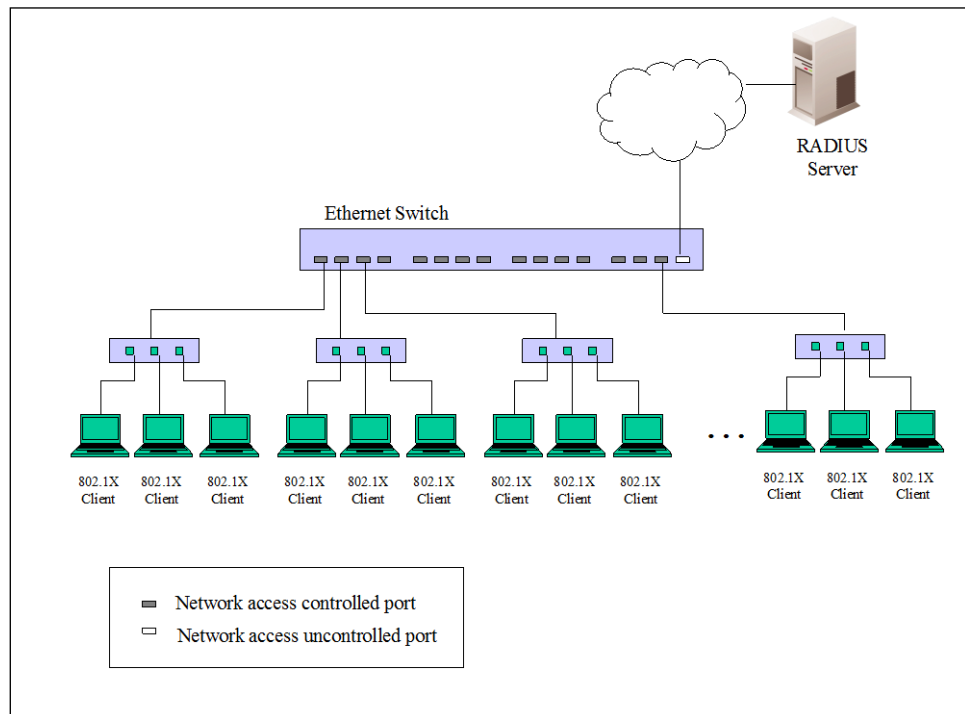 RADIUS
Server
Ethernet Switch
802.1X
Client
802.1X
Client
802.1X
Client
802.1X
Client
802.1X
Client
802.1X
Client
802.1X
Client
802.1X
Client
802.1X
Client
. . .
802.1X
Client
802.1X
Client
802.1X
Client
Network access controlled port
Network access uncontrolled port